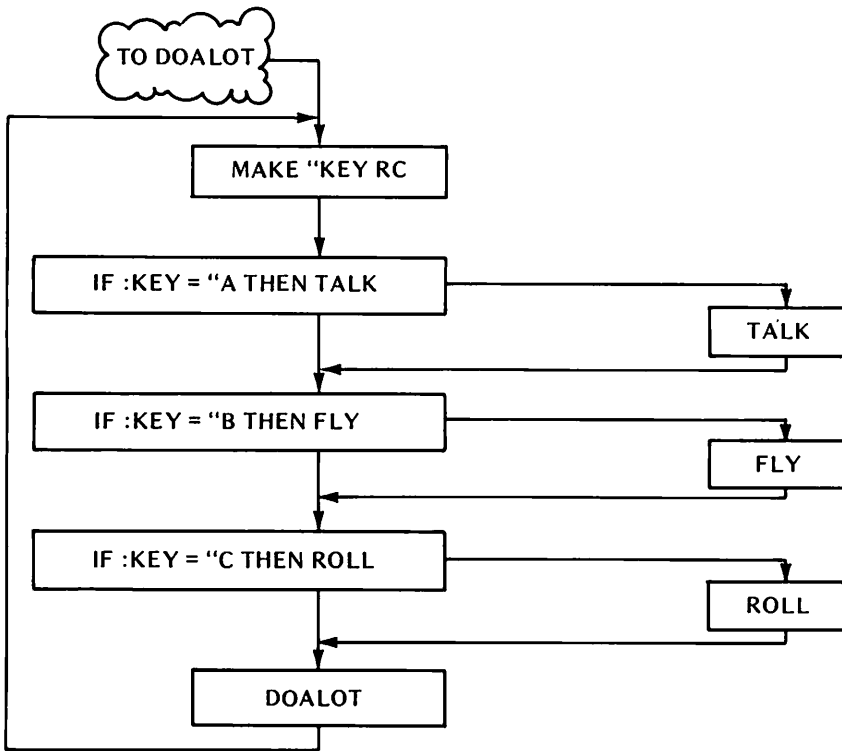 TO DOALOT
MAKE “KEY RC
IF :KEY = “A THEN TALK
TALK
IF :KEY = “B THEN FLY
FLY
IF :KEY = “C THEN ROLL
ROLL
DOALOT